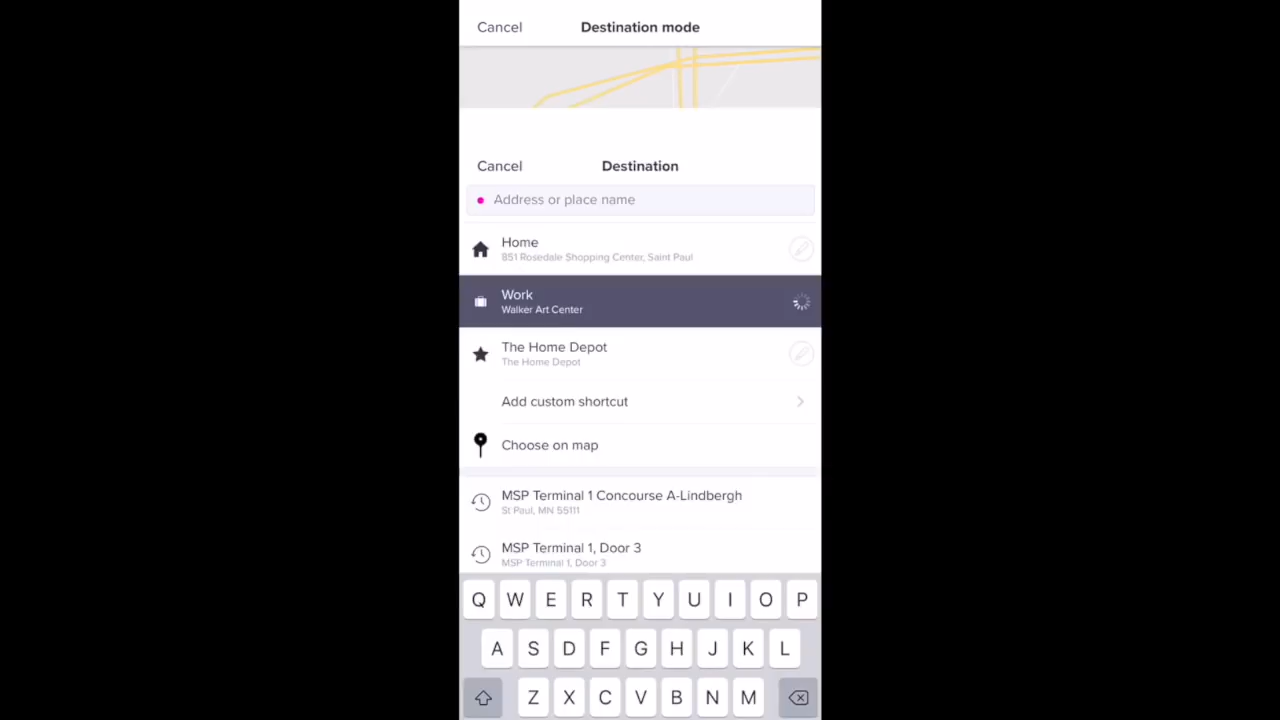 Cancel Destination mode
Cancel Destination
Address or place name
Home
851 Rosedale Shopping Center, Saint Paul
Work
Walker Art Center
The Home Depot
The Home Depot
Add custom shortcut
Choose on map
MSP Terminal 1 Concourse A-Lindbergh
St Paul, MN 55111
MSP Terminal 1, Door 3
MSP Terminal 1, Door 3
Q W E R T Y U I O P
A S D F G H J K L
Z X C V B N M